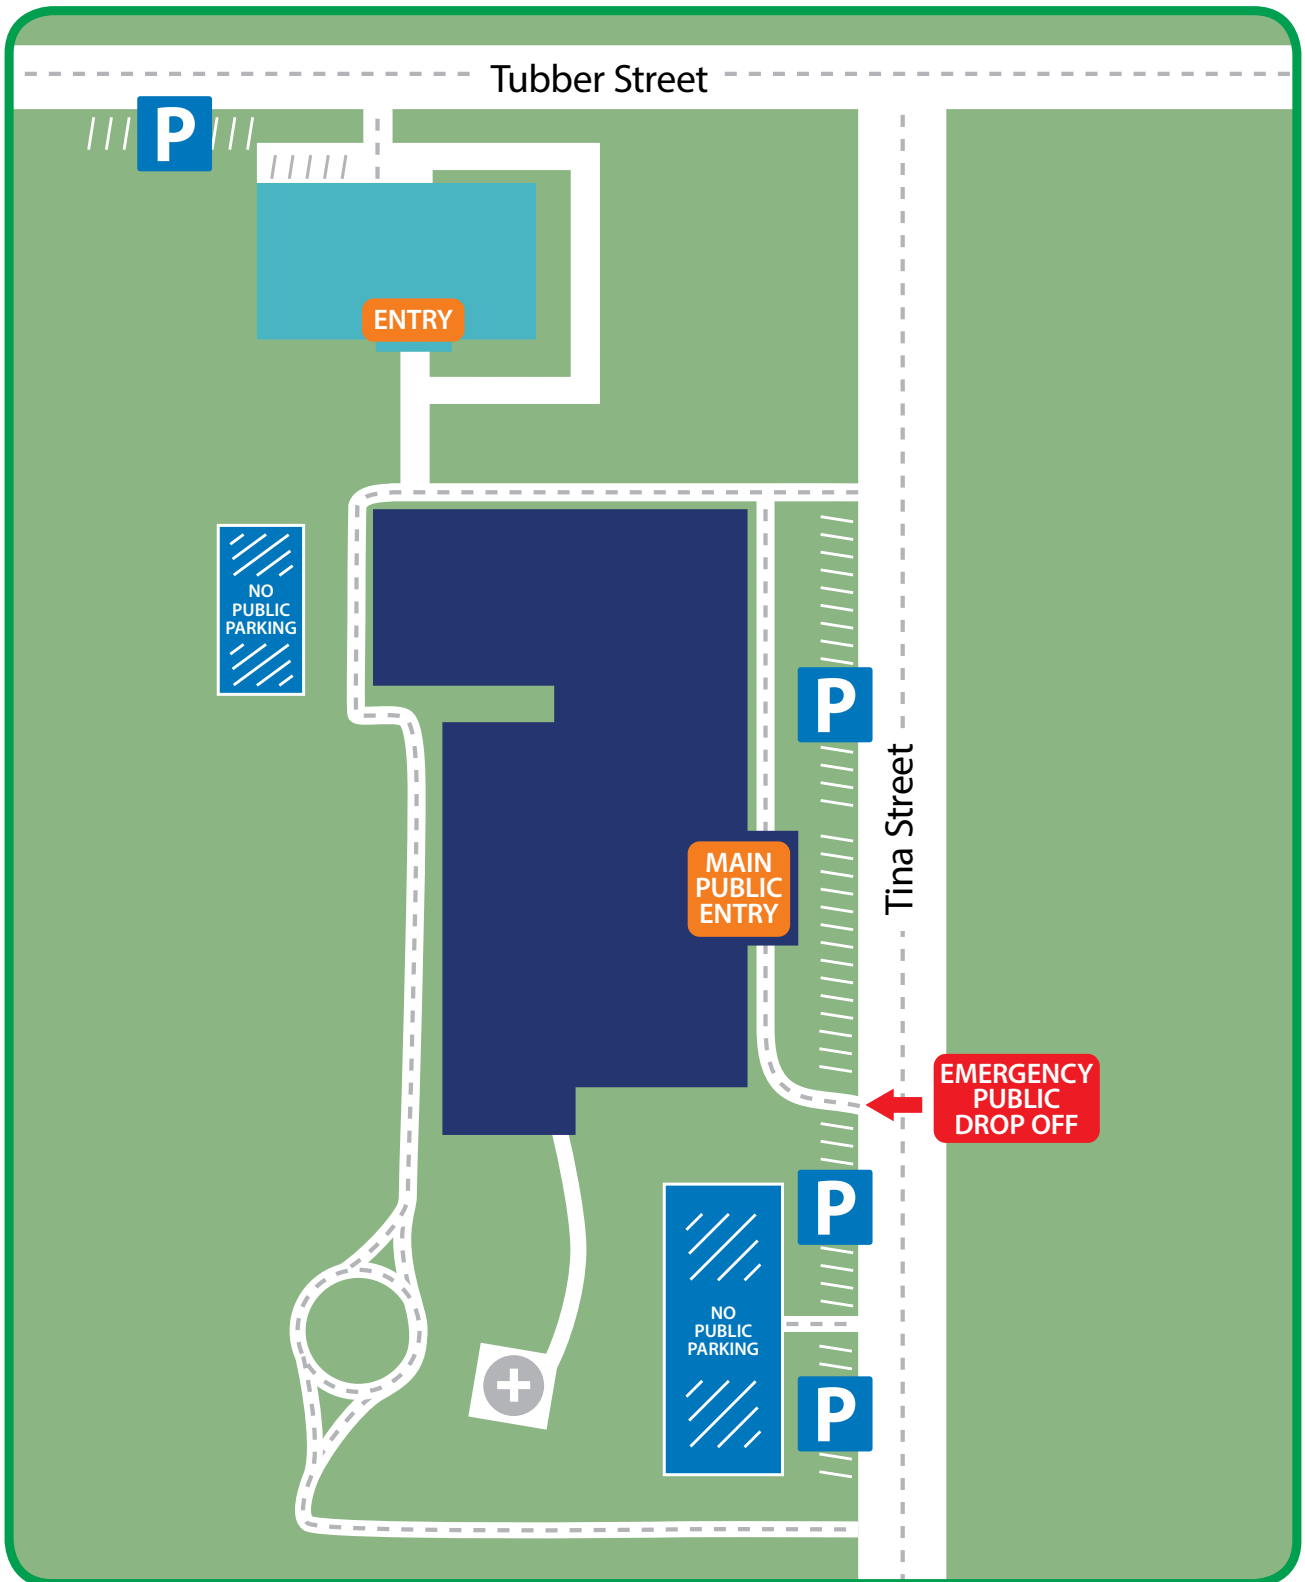 Tubber Street
P
ENTRY
NO
PUBLIC
PARKING
P
Tina Street
MAIN
PUBLIC
ENTRY
EMERGENCY
PUBLIC
DROP OFF
P
NO
PUBLIC
PARKING
P